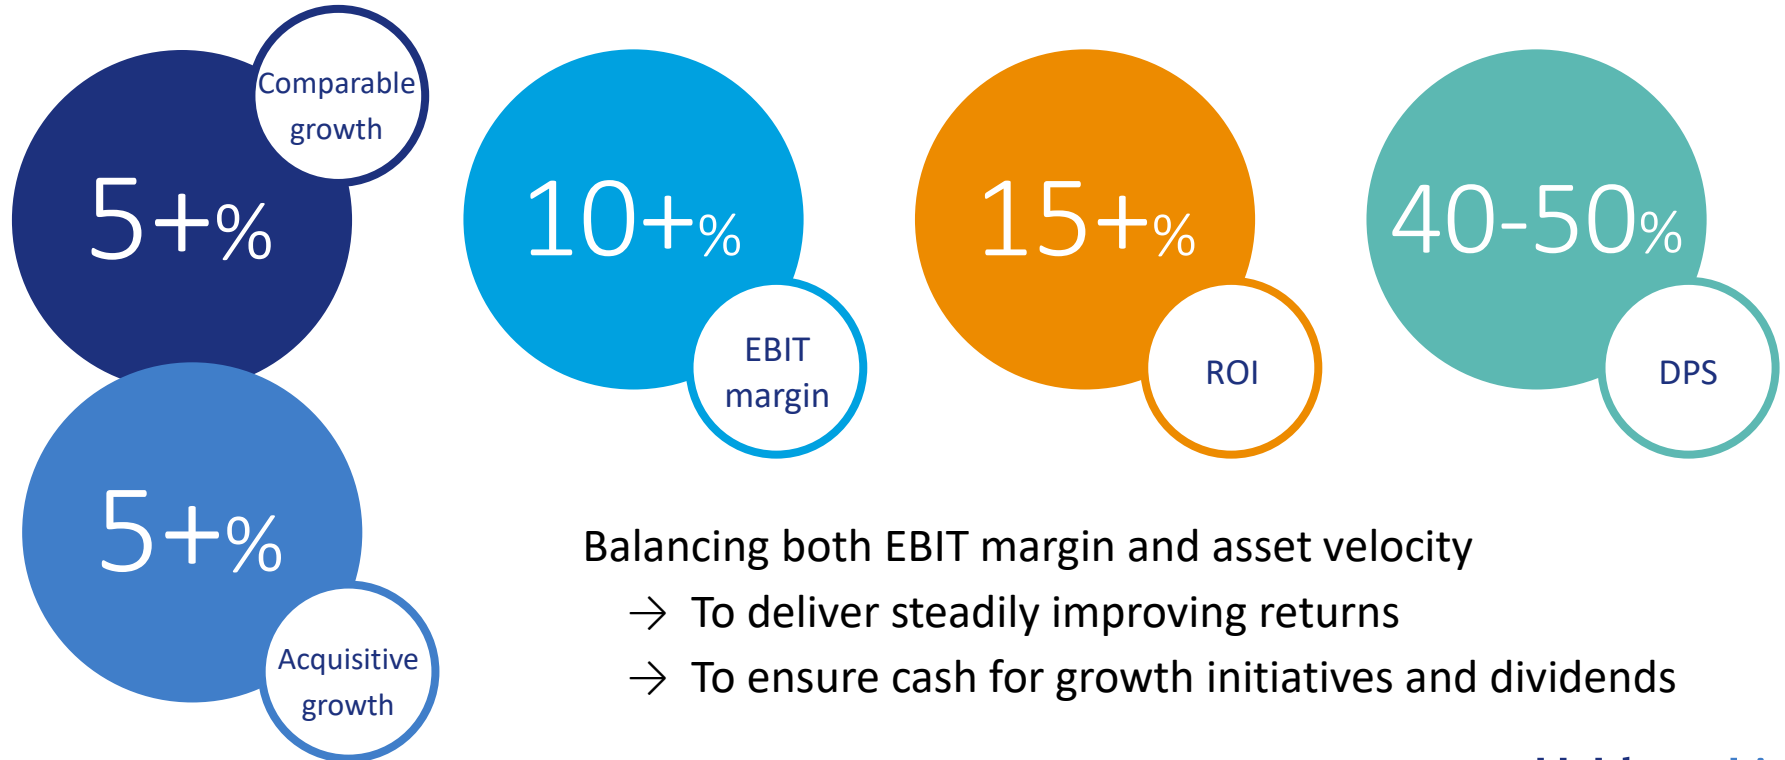 Comparable
growth
5+%
5+%
Acquisitive
growth
10+%
EBIT
margin
15+%
ROI
40-50%
DPS
Balancing both EBIT margin and asset velocity
→ To deliver steadily improving returns
→ To ensure cash for growth initiatives and dividends